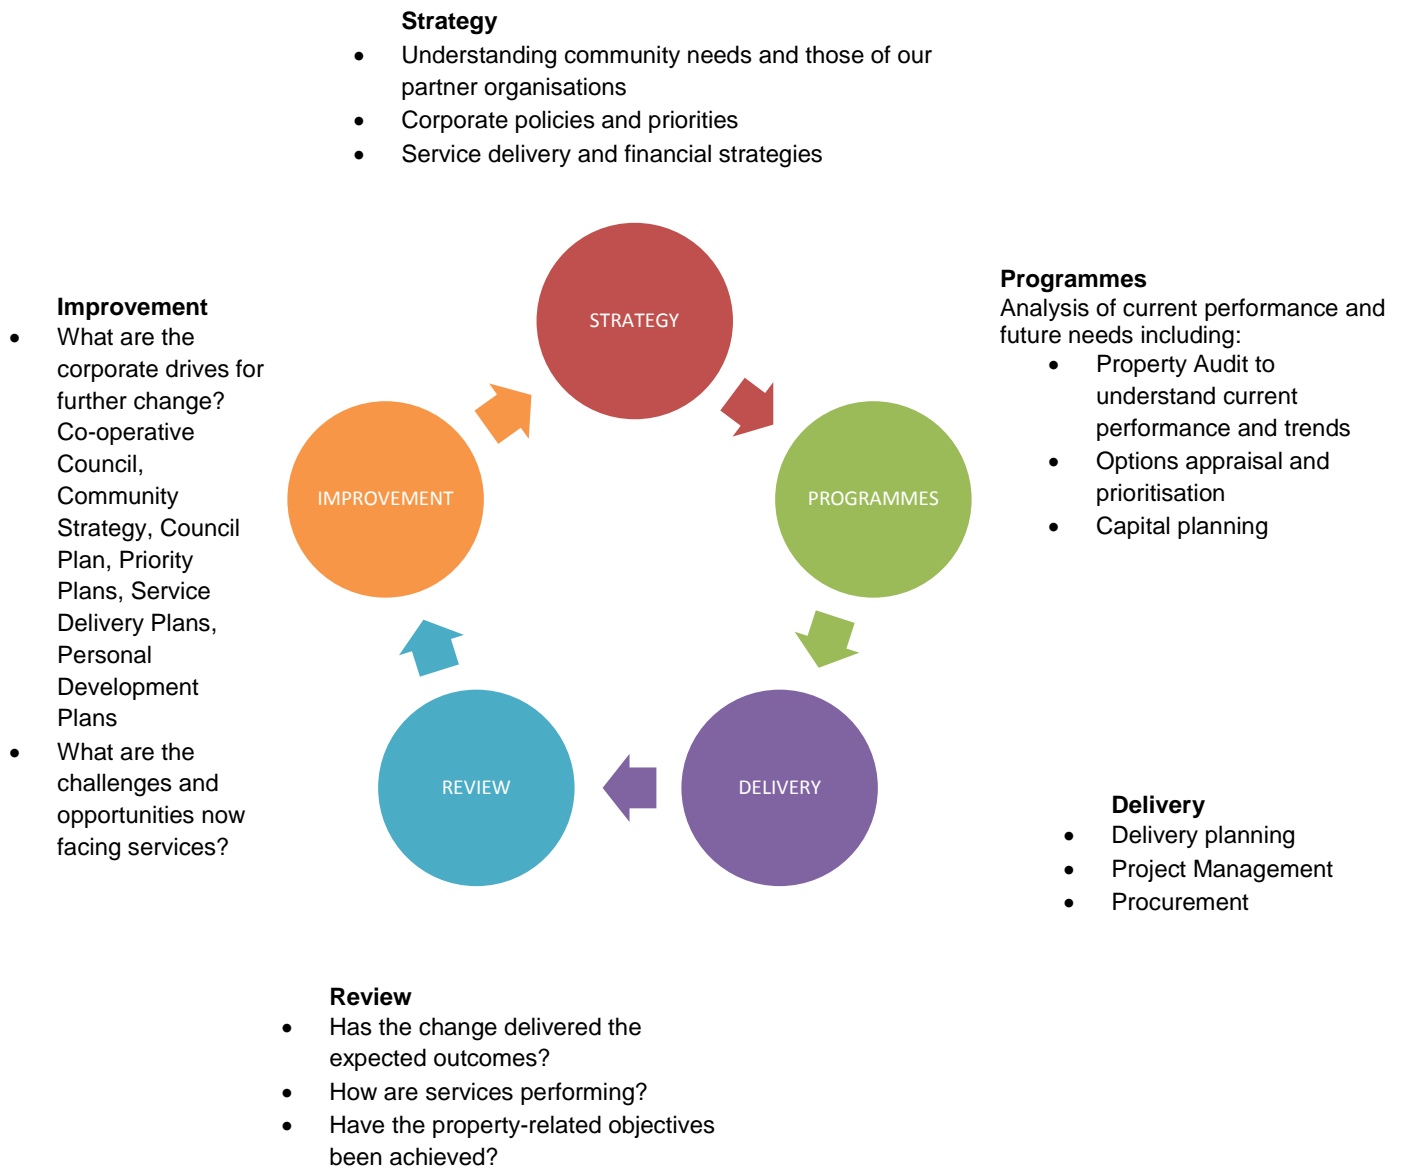 Strategy
• Understanding community needs and those of our
partner organisations
• Corporate policies and priorities
• Service delivery and financial strategies
STRATEGY
Programmes
Analysis of current performance and
future needs including:
• Property Audit to
understand current
performance and trends
• Options appraisal and
prioritisation
• Capital planning
PROGRAMMES
Improvement
• What are the
corporate drives for
further change?
Co-operative
Council,
Community
Strategy, Council
Plan, Priority
Plans, Service
Delivery Plans,
Personal
Development
Plans
• What are the
challenges and
opportunities now
facing services?
IMPROVEMENT
REVIEW
DELIVERY
Delivery
• Delivery planning
• Project Management
• Procurement
Review
• Has the change delivered the
expected outcomes?
• How are services performing?
• Have the property-related objectives
been achieved?